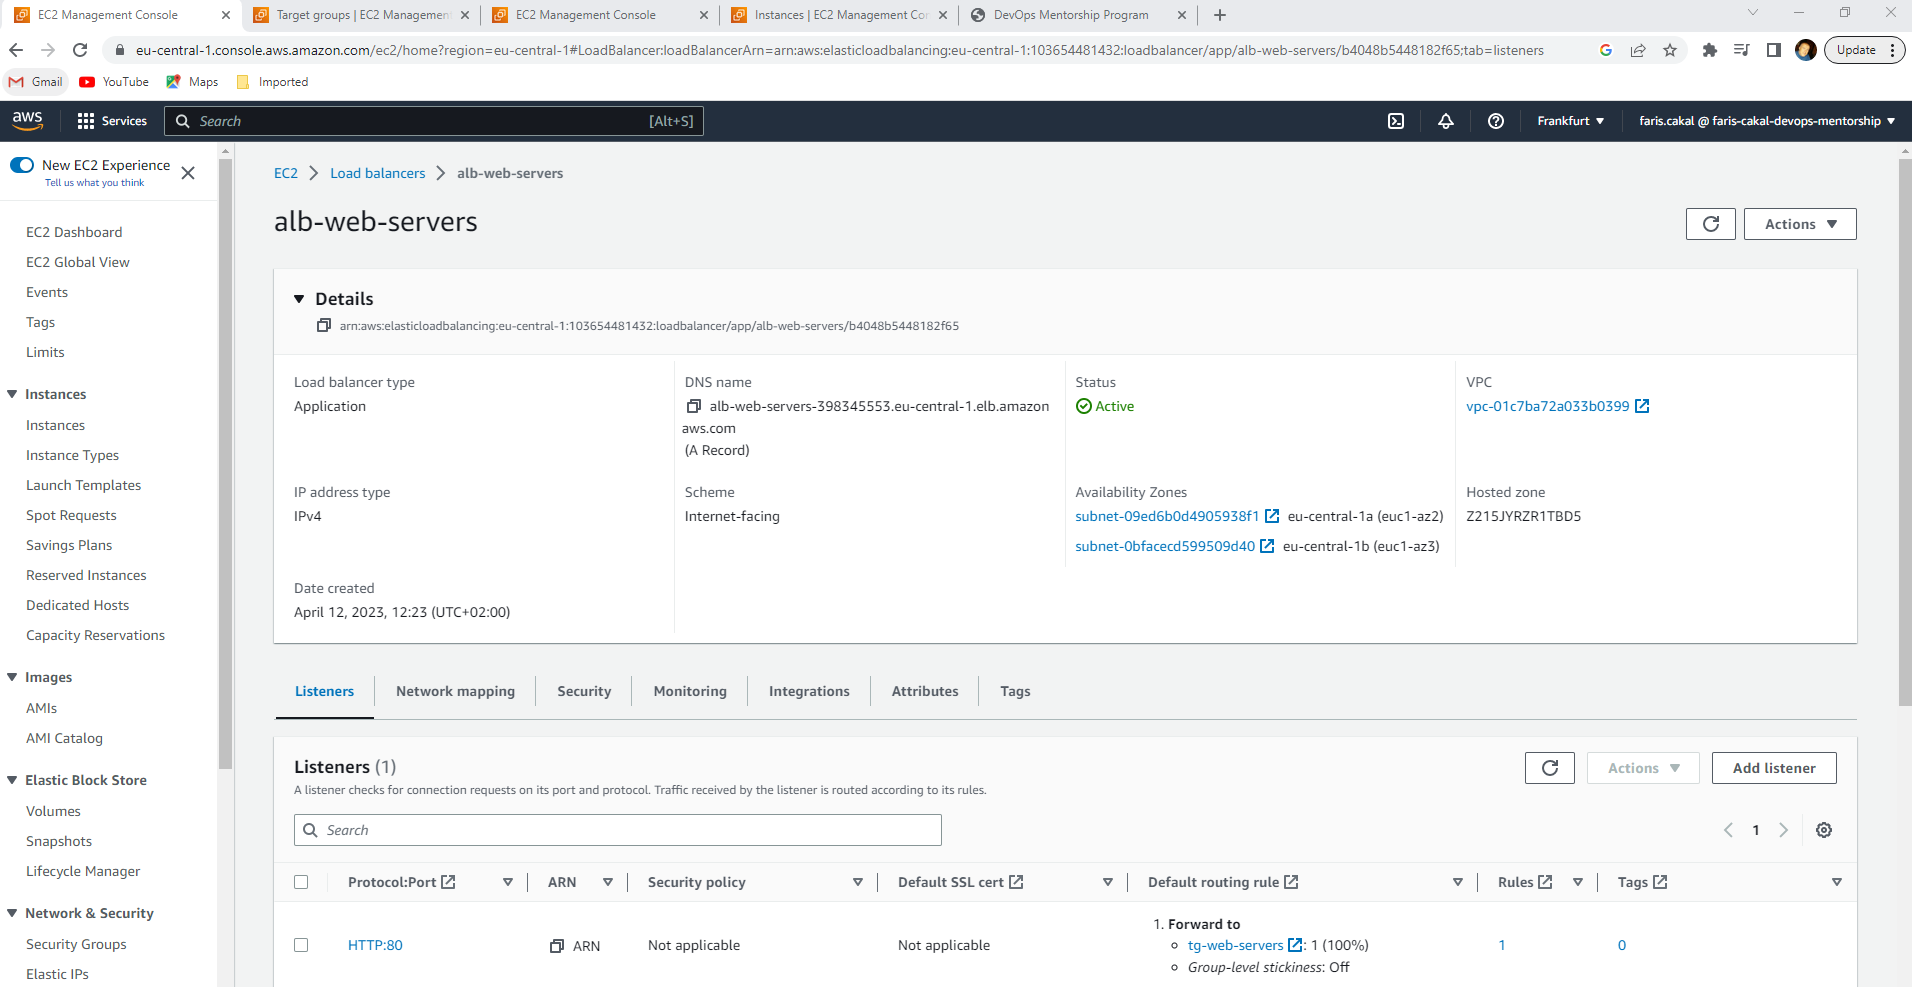 EC2 Management Console
Target groups | EC2 Management
EC2 Management Console
Instances | EC2 Management Con
DevOps Mentorship Program
eu-central-1.console.aws.amazon.com/ec2/home?region=eu-central-1#LoadBalancer:loadBalancerArn=arn:aws:elasticloadbalancing:eu-central-1:103654481432:loadbalancer/app/alb-web-servers/b4048b5448182f65;tab=listeners
Update
Gmail
YouTube
Maps
Imported
aws
Services
Search
[Alt+S]
Frankfurt
faris.cakal @ faris-cakal-devops-mentorship
New EC2 Experience
Tell us what you think
EC2 Dashboard
EC2 Global View
Events
Tags
Limits
Instances
Instances
Instance Types
Launch Templates
Spot Requests
Savings Plans
Reserved Instances
Dedicated Hosts
Capacity Reservations
Images
AMIs
AMI Catalog
Elastic Block Store
Volumes
Snapshots
Lifecycle Manager
Network & Security
Security Groups
Elastic IPs
EC2
Load balancers
alb-web-servers
alb-web-servers
Actions
Details
arn:aws:elasticloadbalancing:eu-central-1:103654481432:loadbalancer/app/alb-web-servers/b4048b5448182f65
Load balancer type
Application
DNS name
alb-web-servers-398345553.eu-central-1.elb.amazon
aws.com
(A Record)
Status
Active
VPC
vpc-01c7ba72a033b0399
IP address type
IPv4
Scheme
Internet-facing
Availability Zones
subnet-09ed6b0d4905938f1 eu-central-1a (euc1-az2)
subnet-0bfacecd599509d40 eu-central-1b (euc1-az3)
Hosted zone
Z215JYRZR1TBD5
Date created
April 12, 2023, 12:23 (UTC+02:00)
Listeners
Network mapping
Security
Monitoring
Integrations
Attributes
Tags
Listeners (1)
A listener checks for connection requests on its port and protocol. Traffic received by the listener is routed according to its rules.
Actions
Add listener
Search
1
Protocol:Port
ARN
Security policy
Default SSL cert
Default routing rule
Rules
Tags
HTTP:80
ARN
Not applicable
Not applicable
1. Forward to
tg-web-servers : 1 (100%)
Group-level stickiness: Off
1
0